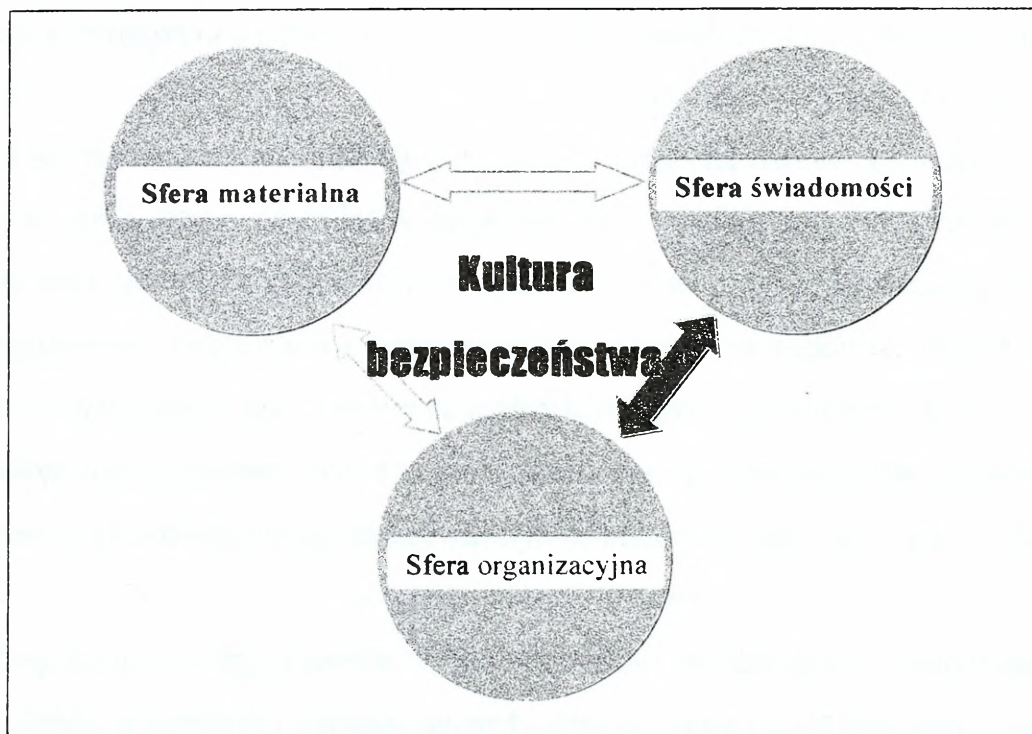 Sfera materialna
Sfera świadomości
Kultura
bezpieczeństwa
Sfera organizacyjna